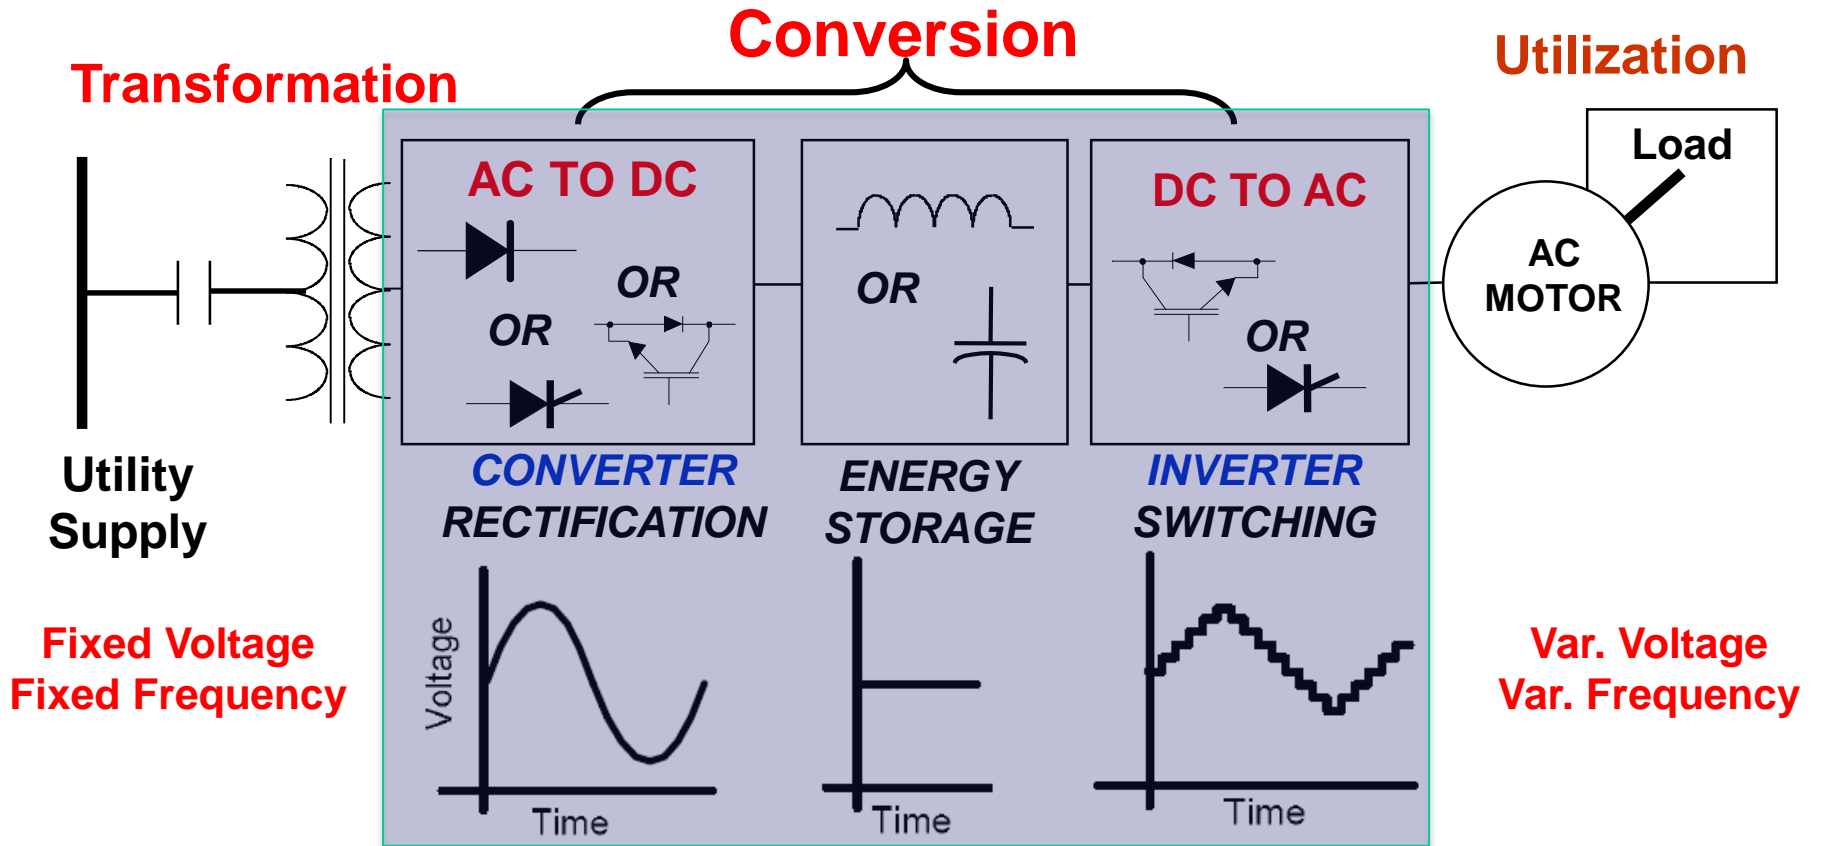 Conversion
Transformation
Utilization
AC TO DC
OR
OR
OR
DC TO AC
OR
Load
AC
MOTOR
Utility
Supply
CONVERTER
RECTIFICATION
ENERGY
STORAGE
INVERTER
SWITCHING
Fixed Voltage
Fixed Frequency
Voltage
Time
Time
Time
Var. Voltage
Var. Frequency